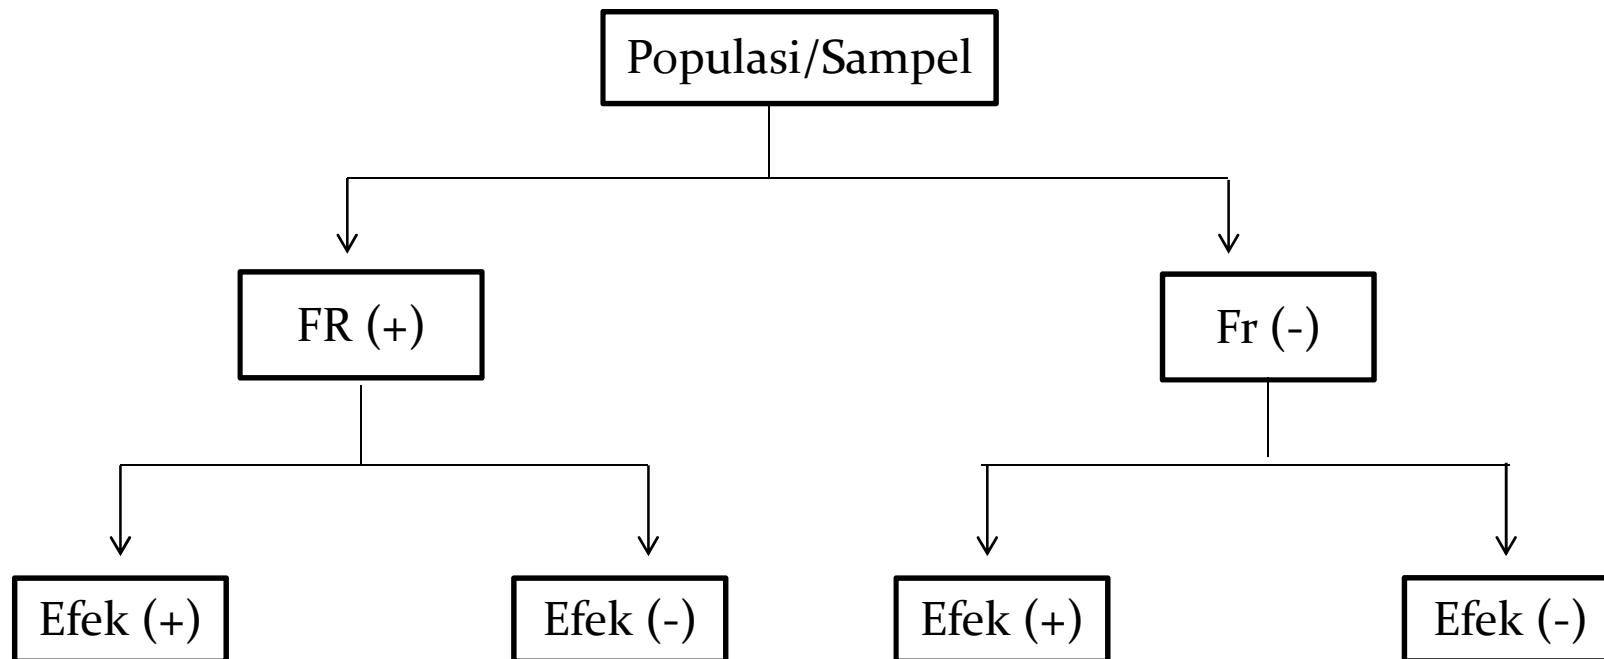 Populasi/Sampel
FR (+)
Fr (-)
Efek (+)
Efek (-)
Efek (+)
Efek (-)